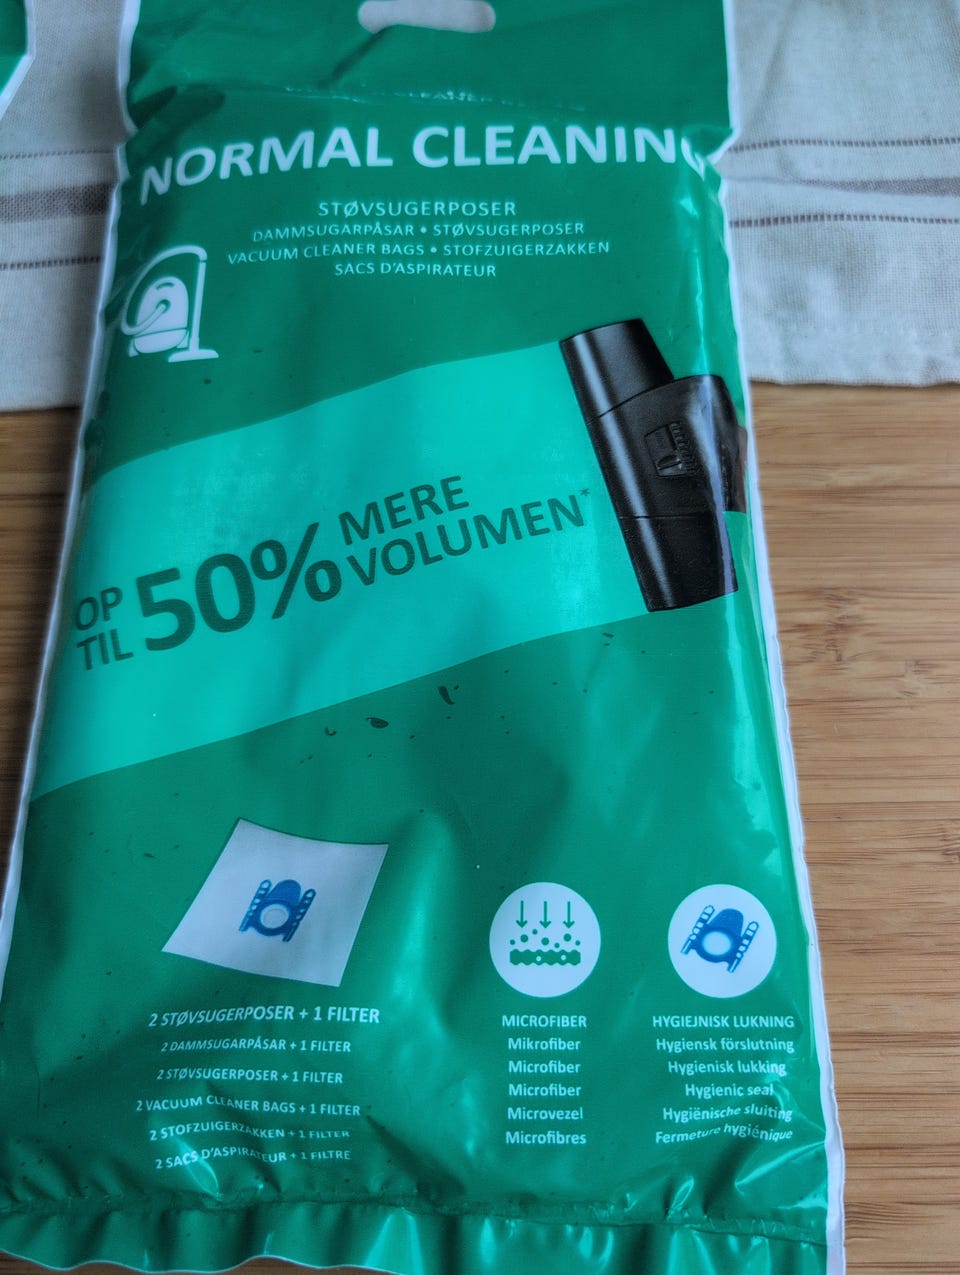 NORMAL CLEANING
STØVSUGERPOSER
DAMMSUGARPÅSAR • STØVSUGERPOSER
VACUUM CLEANER BAGS • STOFZUIGERZAKKEN
SACS D'ASPIRATEUR
OP TIL 50% MERE VOLUMEN*
2 STØVSUGERPOSER + 1 FILTER
2 DAMMSUGARPÅSAR + 1 FILTER
2 STØVSUGERPOSER + 1 FILTER
2 VACUUM CLEANER BAGS + 1 FILTER
2 STOFZUIGERZAKKEN + 1 FILTER
2 SACS D'ASPIRATEUR + 1 FILTRE
MICROFIBER
Mikrofiber
Microfiber
Microfiber
Microvezel
Microfibres
HYGIEJNISK LUKNING
Hygiensk förslutning
Hygienisk lukking
Hygienic seal
Hygiënische sluiting
Fermeture hygiénique